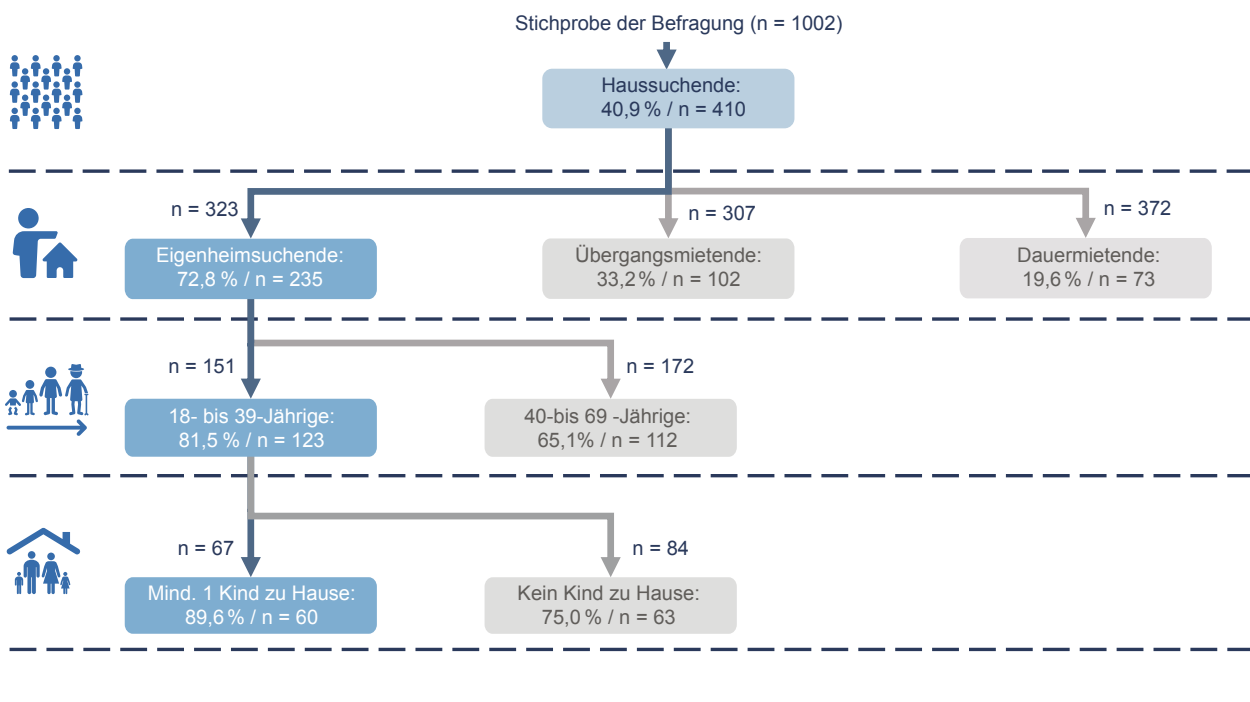 Stichprobe der Befragung (n = 1002)
Haussuchende:
40,9 % / n = 410
n = 323
n = 307
n = 372
Eigenheimsuchende:
72,8 % / n = 235
Übergangsmietende:
33,2 % / n = 102
Dauermietende:
19,6 % / n = 73
n = 151
n = 172
18- bis 39-Jährige:
81,5 % / n = 123
40-bis 69 -Jährige:
65,1% / n = 112
n = 67
n = 84
Mind. 1 Kind zu Hause:
89,6 % / n = 60
Kein Kind zu Hause:
75,0 % / n = 63